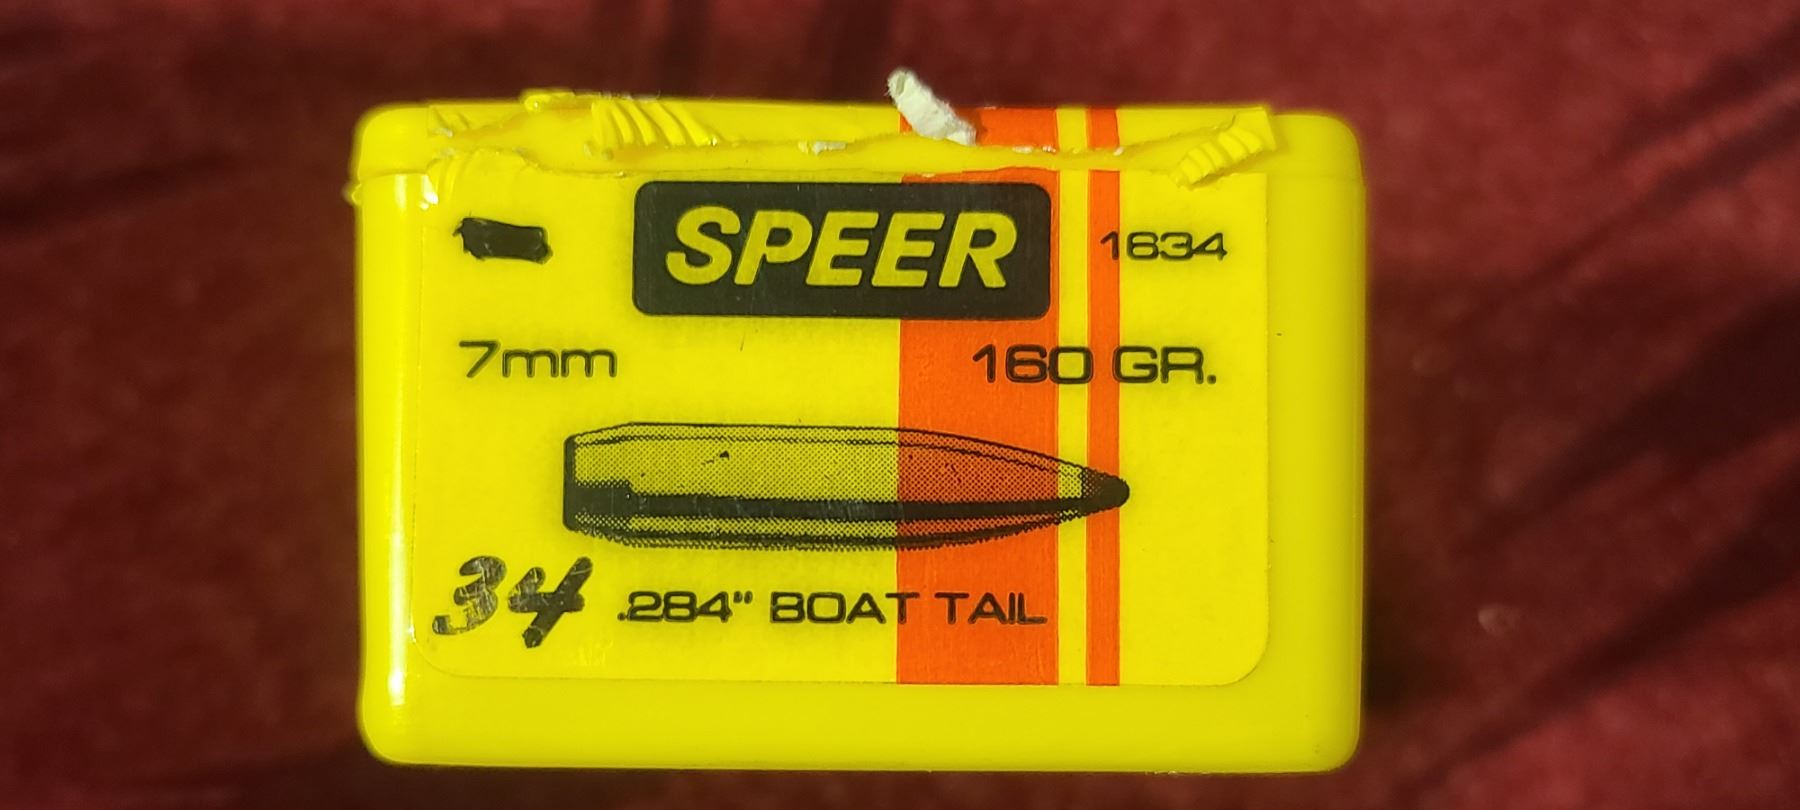 SPEER
1634
7mm
160 GR.
34
.284" BOAT TAIL